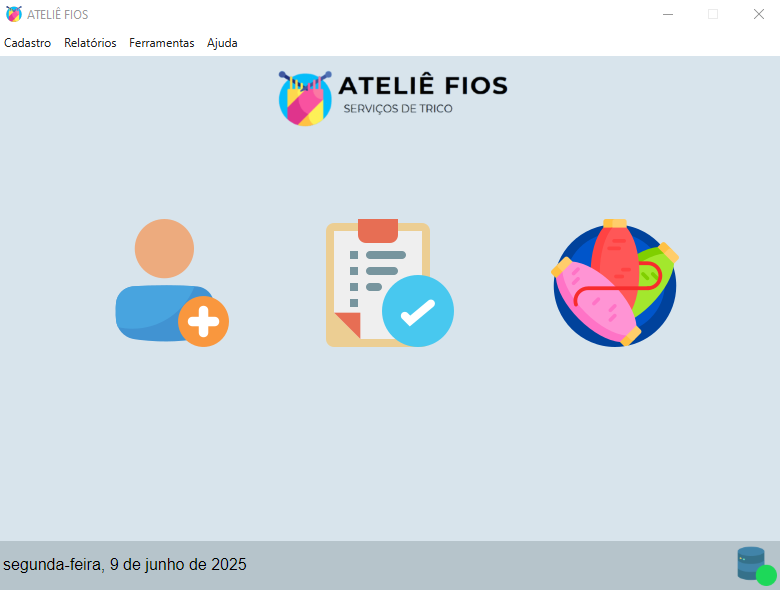 ATELIÊ FIOS
Cadastro Relatórios Ferramentas Ajuda
ATELIÊ FIOS
SERVIÇOS DE TRICO
segunda-feira, 9 de junho de 2025